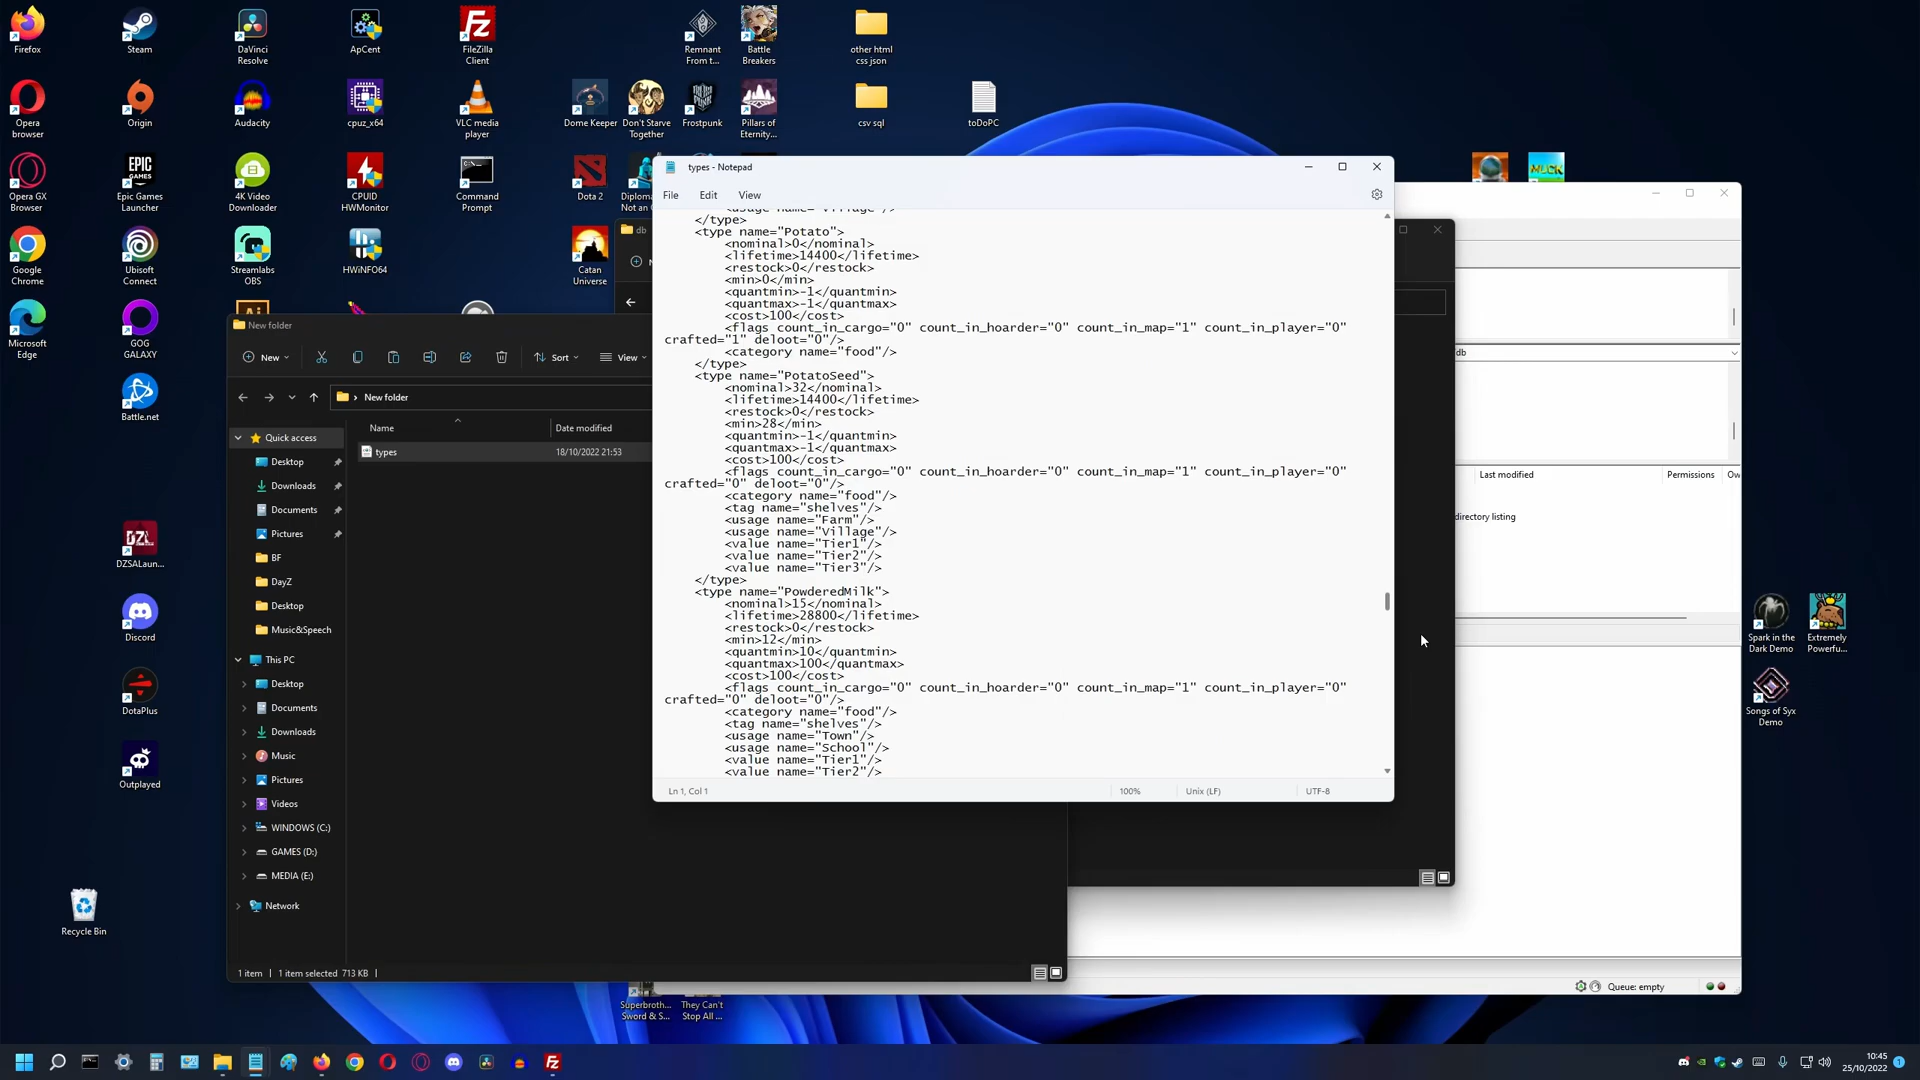 Firefox
Steam
DaVinci
Resolve
ApCent
FileZilla
Client
Remnant
From t...
Battle
Breakers
other html
css json
Opera
browser
Origin
Audacity
cpuz_x64
VLC media
player
Dome Keeper
Don't Starve
Together
Frostpunk
Pillars of
Eternity...
csv sql
toDoPC
Opera GX
Browser
Epic Games
Launcher
4K Video
Downloader
CPUID
HWMonitor
Command
Prompt
Dota 2
Diplom
Not an
Google
Chrome
Ubisoft
Connect
Streamlabs
OBS
HWiNFO64
Catan
Universe
Microsoft
Edge
GOG
GALAXY
Battle.net
DZSALaun...
Discord
DotaPlus
Outplayed
Recycle Bin
Superbroth...
Sword & S...
They Can't
Stop All ...
Spark in the
Dark Demo
Extremely
Powerfu...
Songs of Syx
Demo
types - Notepad
File
Edit
View
</type>
<type name="Potato">
<nominal>0</nominal>
<lifetime>14400</lifetime>
<restock>0</restock>
<min>0</min>
<quantmin>-1</quantmin>
<quantmax>-1</quantmax>
<cost>100</cost>
<flags count_in_cargo="0" count_in_hoarder="0" count_in_map="1" count_in_player="0"
crafted="1" deloot="0"/>
<category name="food"/>
</type>
<type name="PotatoSeed">
<nominal>32</nominal>
<lifetime>14400</lifetime>
<restock>0</restock>
<min>28</min>
<quantmin>-1</quantmin>
<quantmax>-1</quantmax>
<cost>100</cost>
<flags count_in_cargo="0" count_in_hoarder="0" count_in_map="1" count_in_player="0"
crafted="0" deloot="0"/>
<category name="food"/>
<tag name="shelves"/>
<usage name="Farm"/>
<usage name="Village"/>
<value name="Tier1"/>
<value name="Tier2"/>
<value name="Tier3"/>
</type>
<type name="PowderedMilk">
<nominal>15</nominal>
<lifetime>28800</lifetime>
<restock>0</restock>
<min>12</min>
<quantmin>10</quantmin>
<quantmax>100</quantmax>
<cost>100</cost>
<flags count_in_cargo="0" count_in_hoarder="0" count_in_map="1" count_in_player="0"
crafted="0" deloot="0"/>
<category name="food"/>
<tag name="shelves"/>
<usage name="Town"/>
<usage name="School"/>
<value name="Tier1"/>
<value name="Tier2"/>
Ln 1, Col 1
100%
Unix (LF)
UTF-8
db
New folder
New
Sort
View
New folder
Name
Date modified
types
18/10/2022 21:53
Quick access
Desktop
Downloads
Documents
Pictures
BF
DayZ
Desktop
Music&Speech
This PC
Desktop
Documents
Downloads
Music
Pictures
Videos
WINDOWS (C:)
GAMES (D:)
MEDIA (E:)
Network
1 item
1 item selected 713 KB
db
Last modified
Permissions
Ow
directory listing
Queue: empty
10:45
25/10/2022